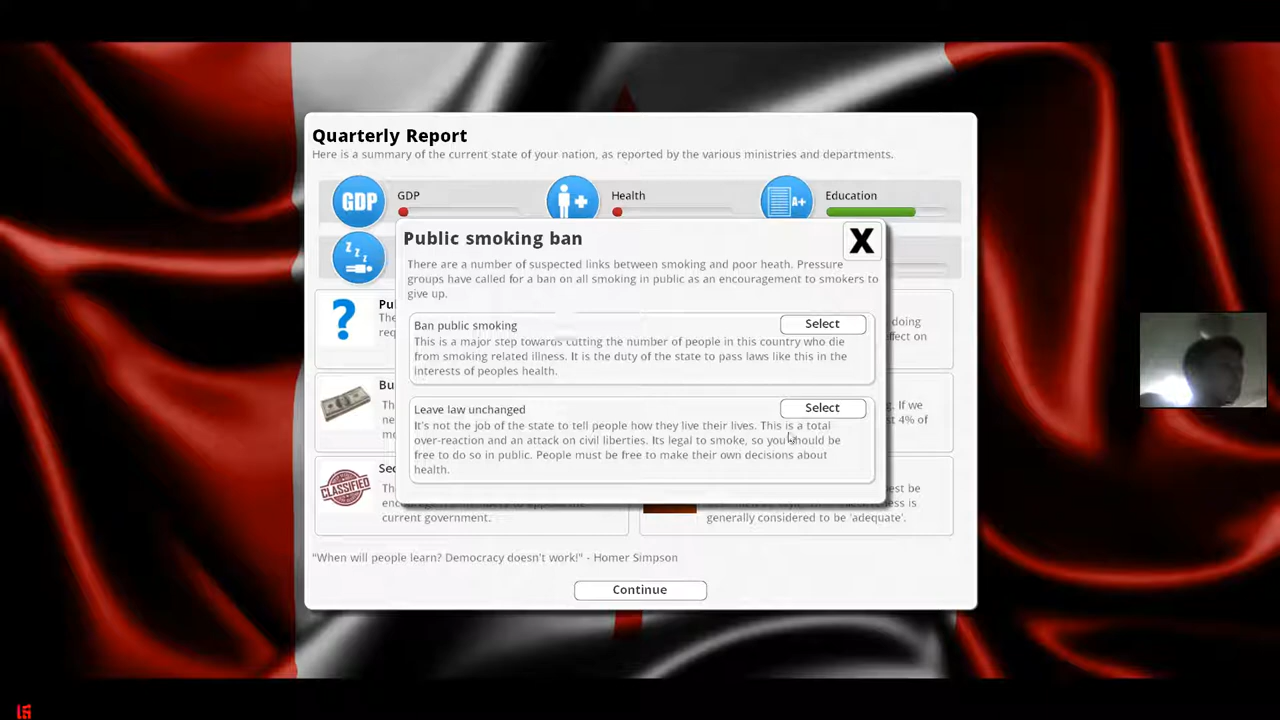 Quarterly Report
Here is a summary of the current state of your nation, as reported by the various ministries and departments.
GDP GDP
Health
A+ Education
z z z
Public smoking ban
X
There are a number of suspected links between smoking and poor heath. Pressure
groups have called for a ban on all smoking in public as an encouragement to smokers to
give up.
Ban public smoking
Select
This is a major step towards cutting the number of people in this country who die
from smoking related illness. It is the duty of the state to pass laws like this in the
interests of peoples health.
Leave law unchanged
Select
It's not the job of the state to tell people how they live their lives. This is a total
over-reaction and an attack on civil liberties. Its legal to smoke, so you should be
free to do so in public. People must be free to make their own decisions about
health.
?
doing
CLASSIFIED
If we
4% of
current government.
be
generally considered to be 'adequate'.
"When will people learn? Democracy doesn't work!" - Homer Simpson
Continue